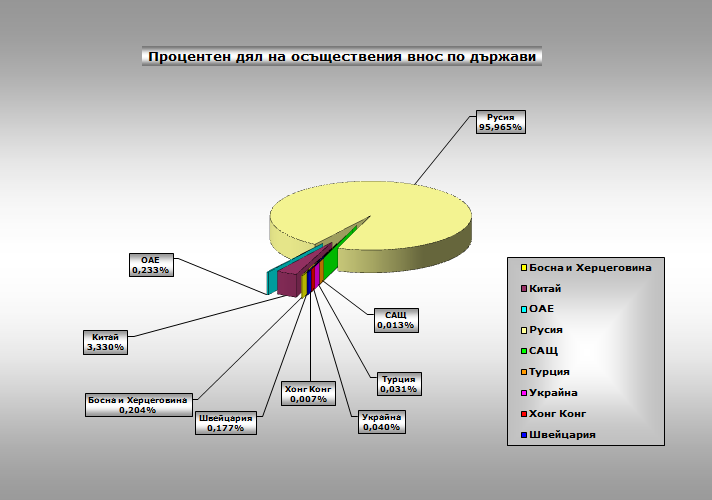 Процентен дял на осъществения внос по държави
Русия
95,965%
ОАЕ
0,233%
Китай
3,330%
САЩ
0,013%
Турция
0,031%
Хонг Конг
0,007%
Босна и Херцеговина
0,204%
Швейцария
0,177%
Украйна
0,040%
Босна и Херцеговина
Китай
ОАЕ
Русия
САЩ
Турция
Украйна
Хонг Конг
Швейцария